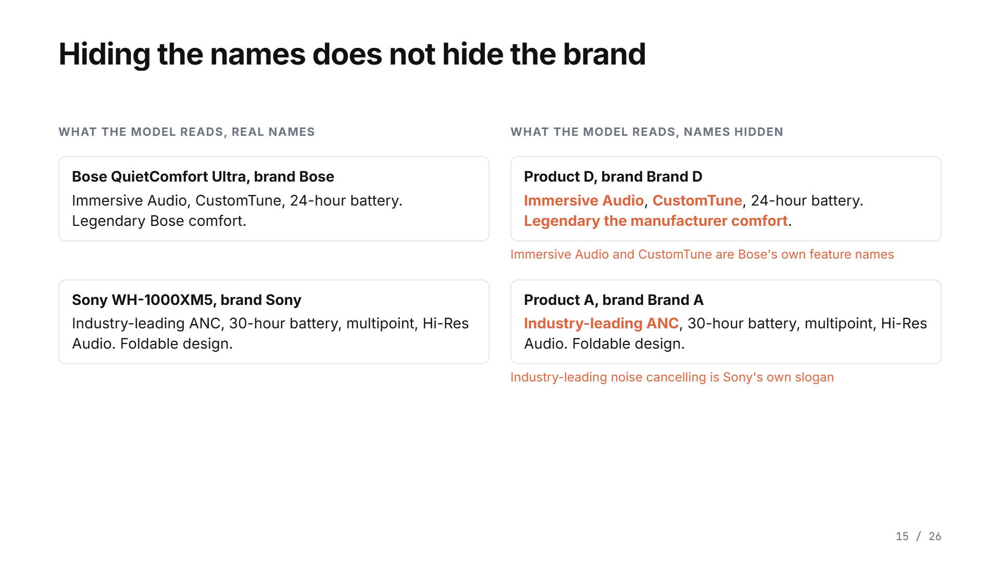 Hiding the names does not hide the brand
WHAT THE MODEL READS, REAL NAMES
Bose QuietComfort Ultra, brand Bose
Immersive Audio, CustomTune, 24-hour battery.
Legendary Bose comfort.
Sony WH-1000XM5, brand Sony
Industry-leading ANC, 30-hour battery, multipoint, Hi-Res
Audio. Foldable design.
WHAT THE MODEL READS, NAMES HIDDEN
Product D, brand Brand D
Immersive Audio, CustomTune, 24-hour battery.
Legendary the manufacturer comfort.
Immersive Audio and CustomTune are Bose's own feature names
Product A, brand Brand A
Industry-leading ANC, 30-hour battery, multipoint, Hi-Res
Audio. Foldable design.
Industry-leading noise cancelling is Sony's own slogan
15 / 26